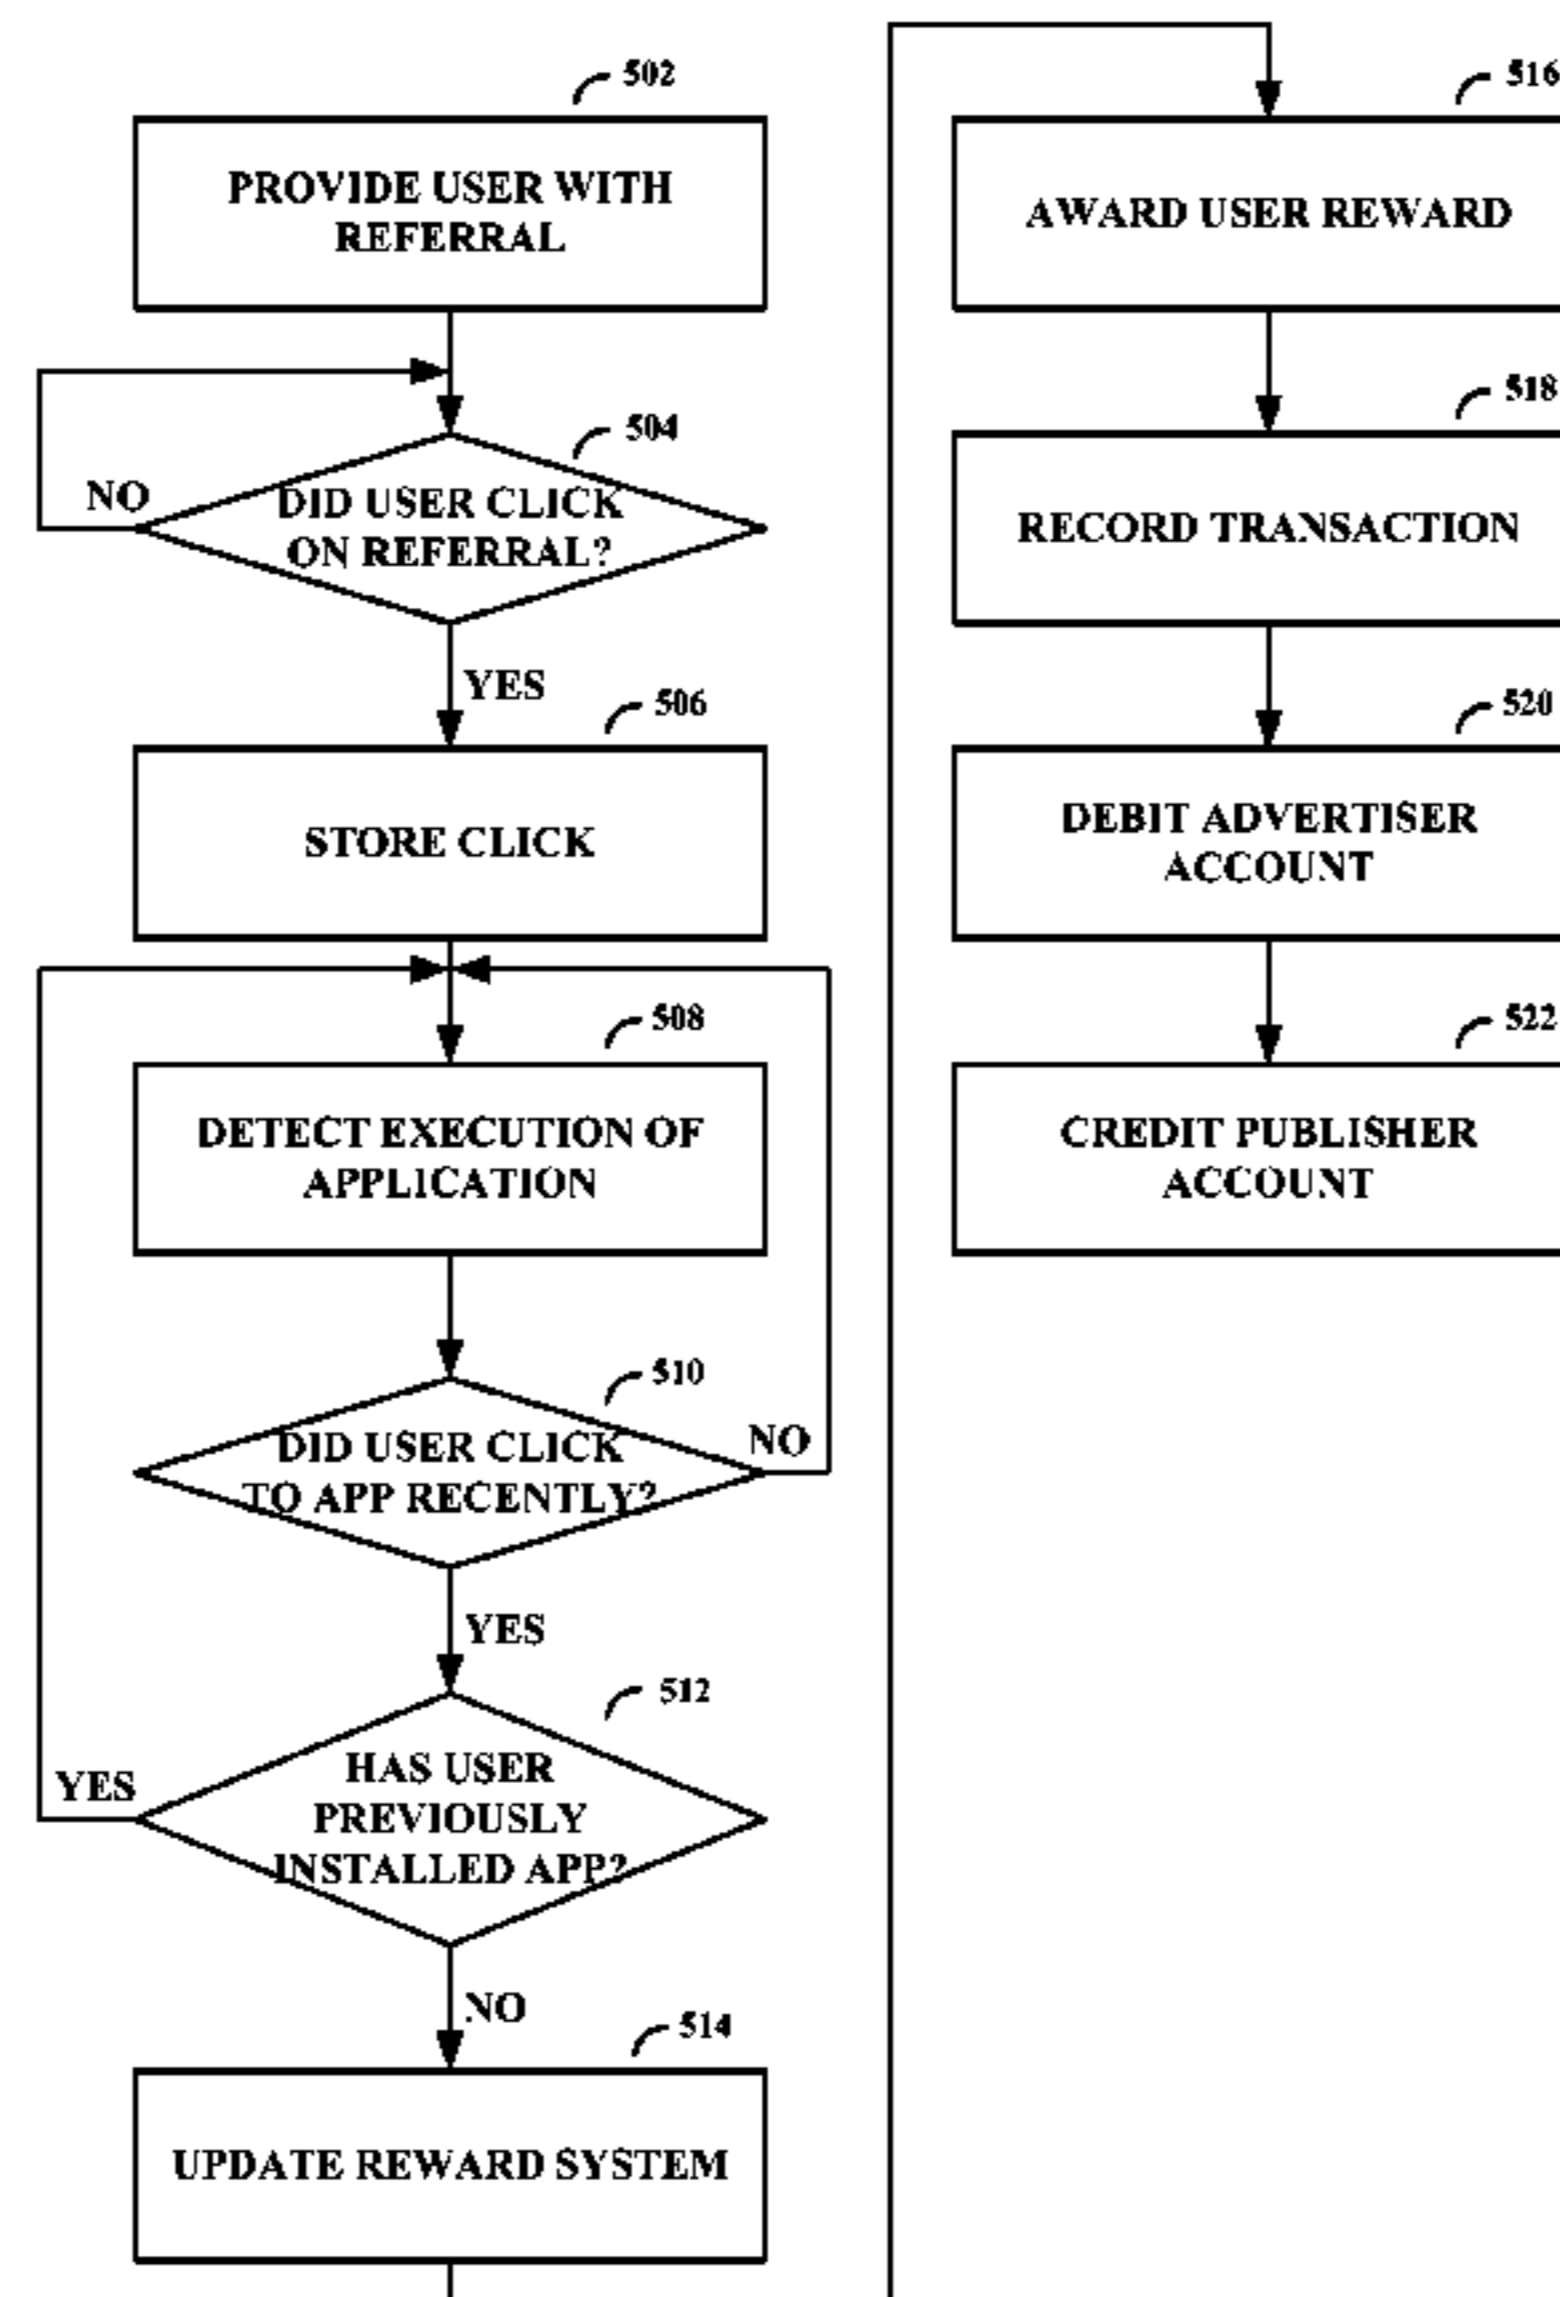 502
PROVIDE USER WITH
REFERRAL
504
NO
DID USER CLICK
ON REFERRAL?
YES
506
STORE CLICK
508
DETECT EXECUTION OF
APPLICATION
510
DID USER CLICK
TO APP RECENTLY?
NO
YES
512
HAS USER
PREVIOUSLY
INSTALLED APP?
YES
NO
514
UPDATE REWARD SYSTEM
516
AWARD USER REWARD
518
RECORD TRANSACTION
520
DEBIT ADVERTISER
ACCOUNT
522
CREDIT PUBLISHER
ACCOUNT